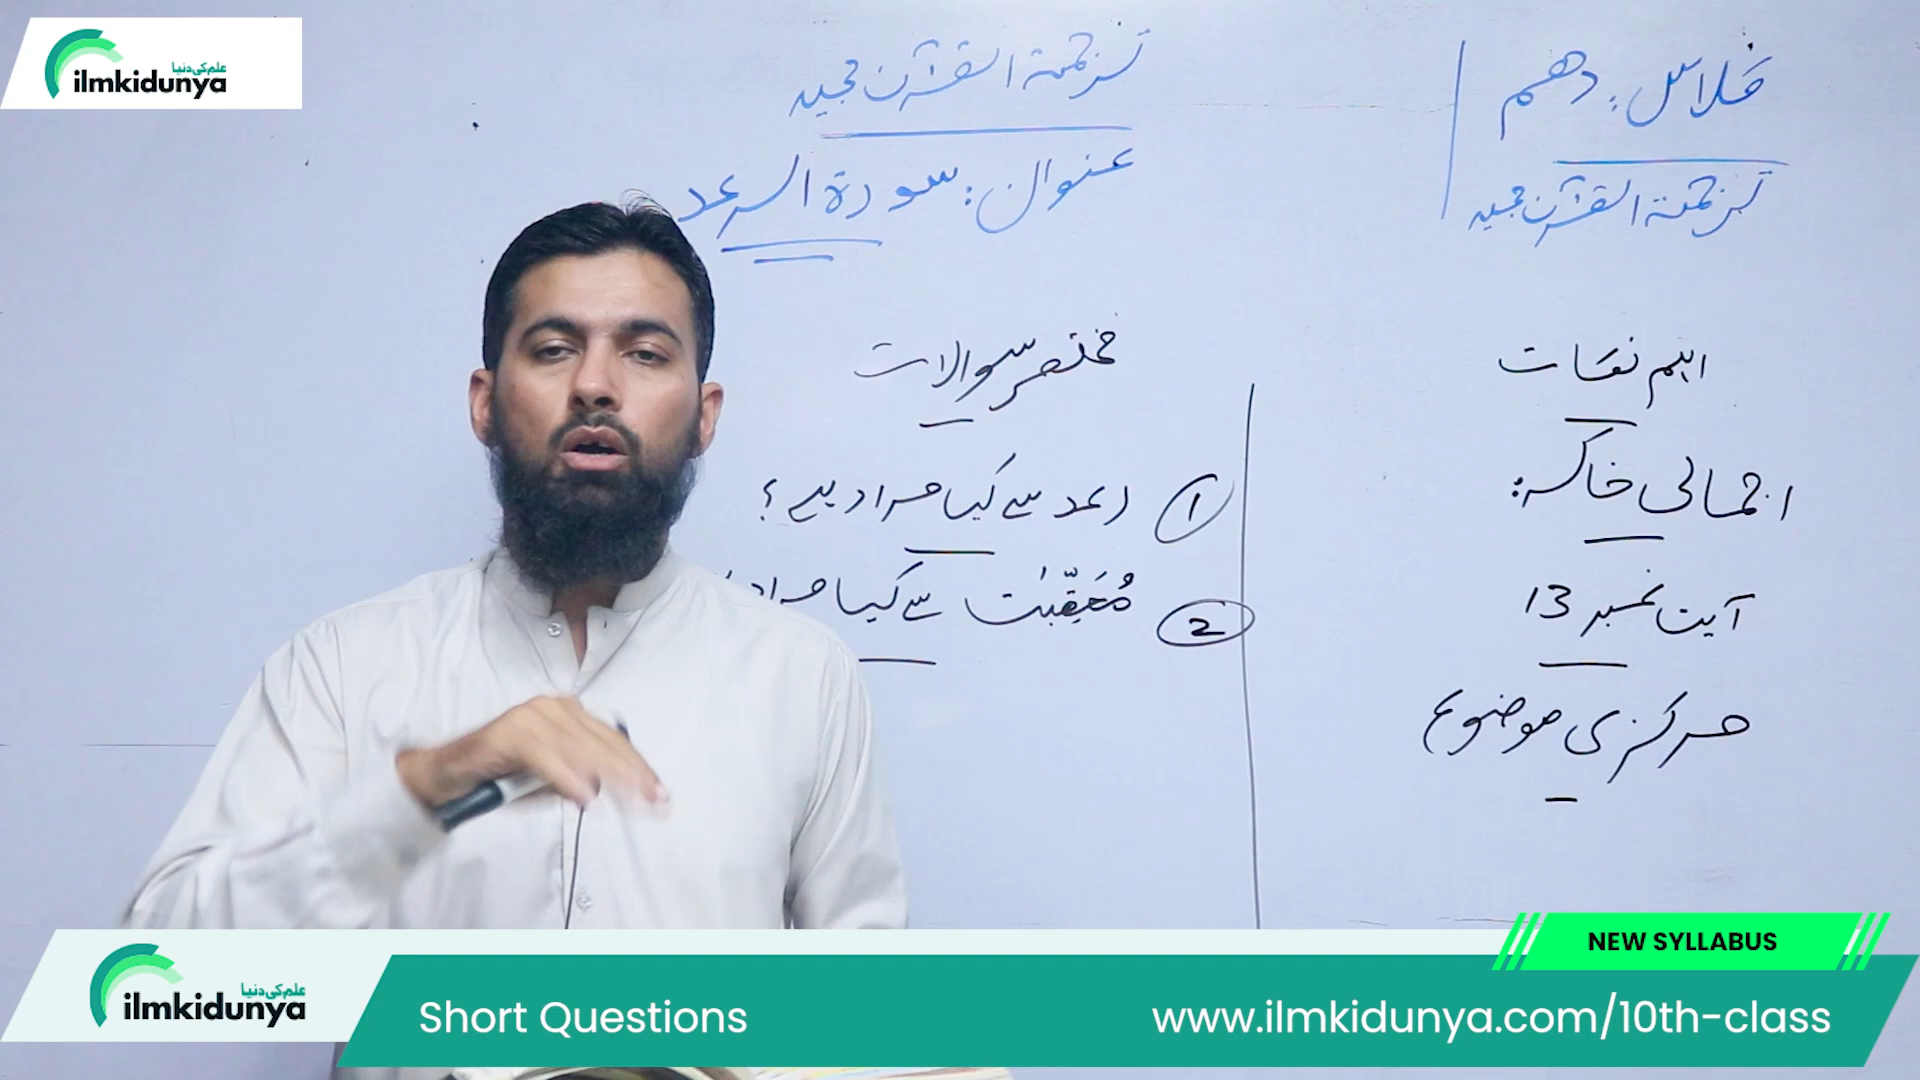 علم کی دنیا
ilmkidunya
کلاس: دھم
ترجمۃ القرآن مجید
ترجمۃ القرآن مجید
عنوان: سورۃ الرعد
اہم نقات
اجمالی خاکہ:
آیت نمبر 13
مرکزی موضوع
مختصر سوالات
1 رعد سے کیا مراد ہے؟
2 مُعَقِّبٰت سے کیا مراد
NEW SYLLABUS
علم کی دنیا
ilmkidunya
Short Questions
www.ilmkidunya.com/10th-class